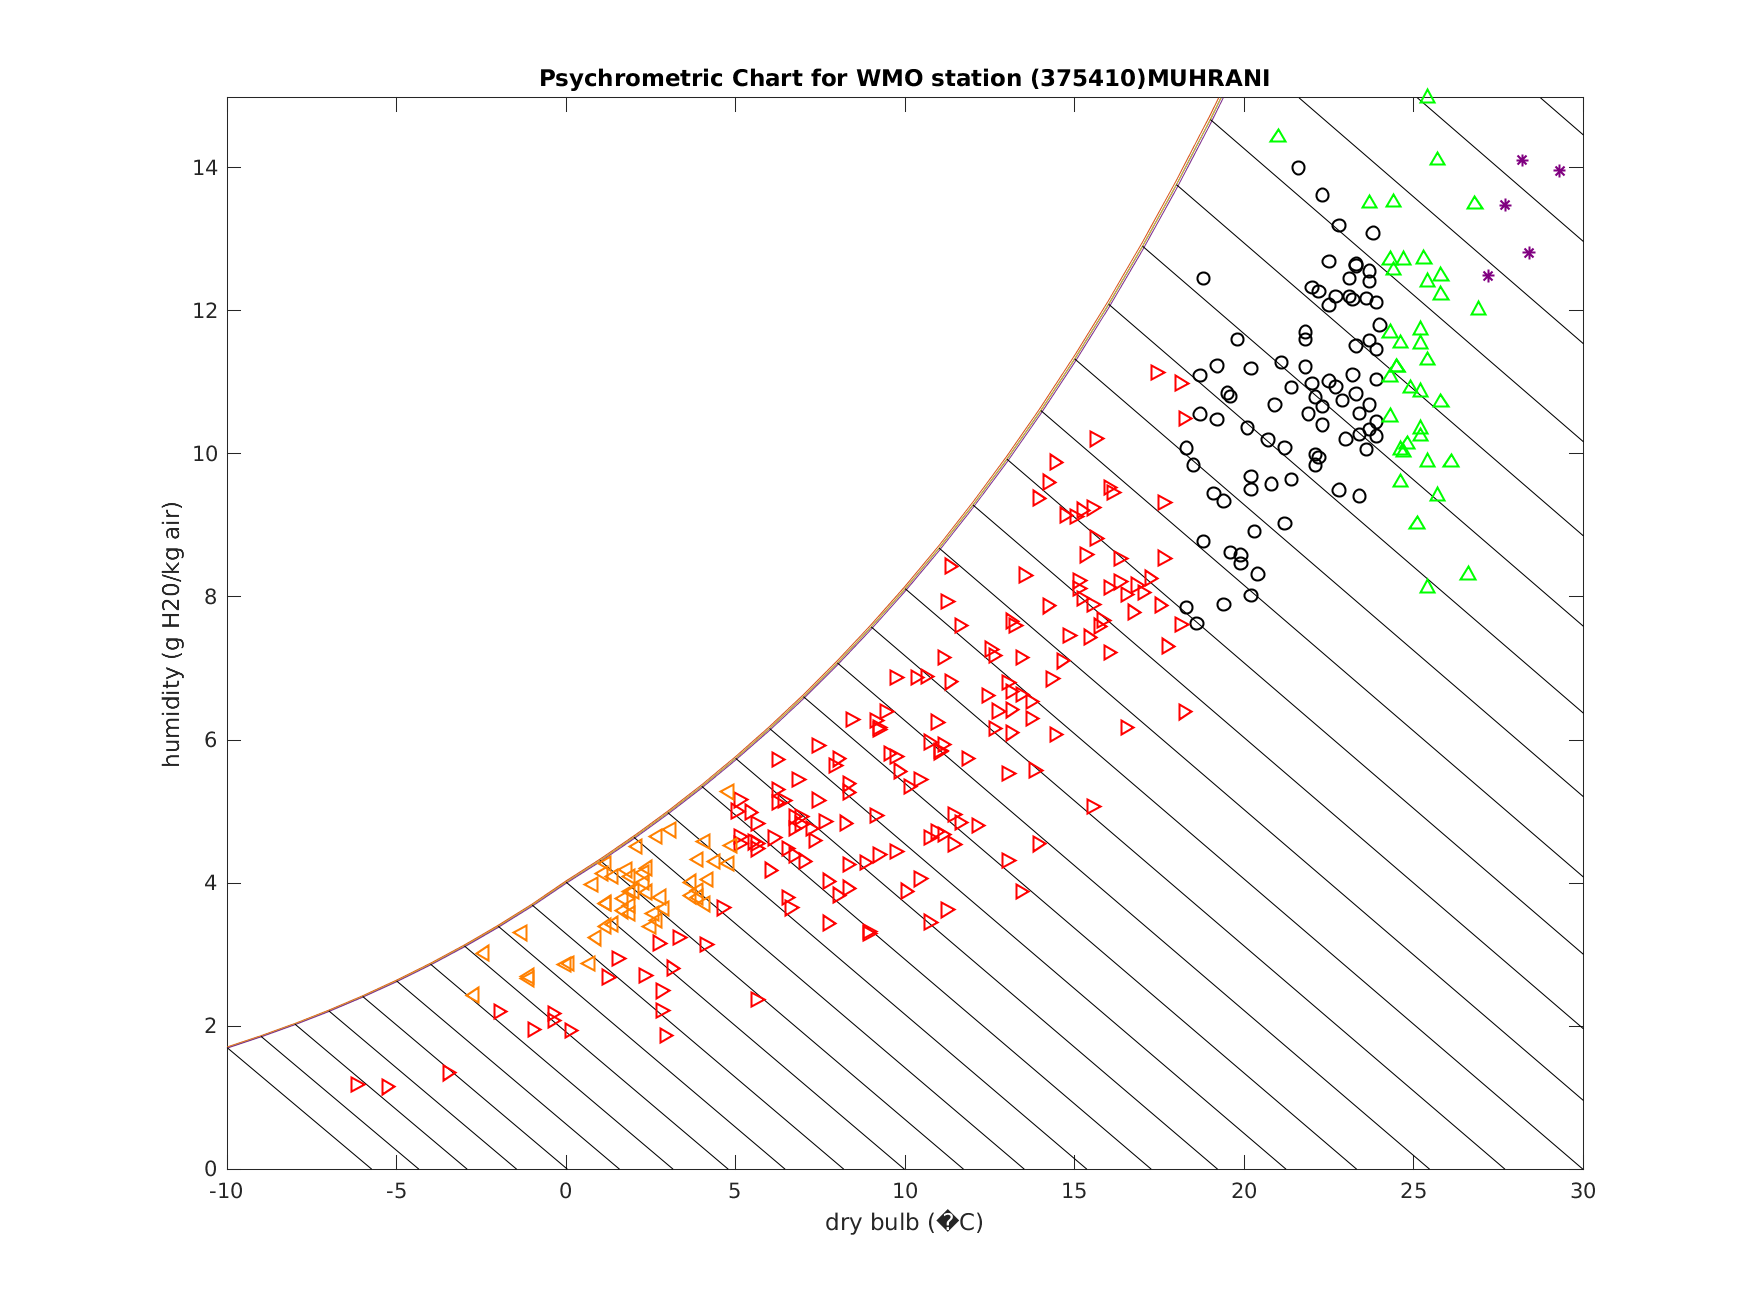 Psychrometric Chart for WMO station (375410)MUHRANI
14
12
10
8
6
4
2
0
humidity (g H20/kg air)
-10 -5 0 5 10 15 20 25 30
dry bulb (�C)